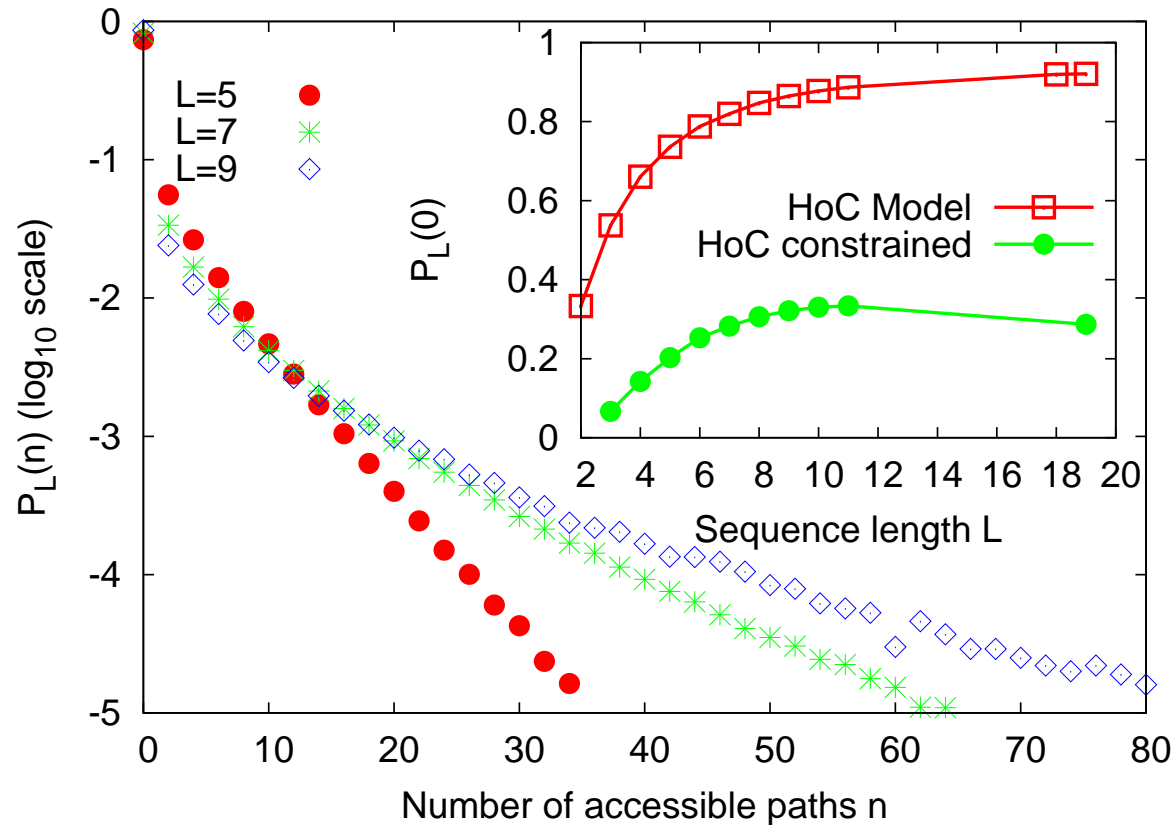 P_L(n) (log_10 scale)
0
-1
-2
-3
-4
-5
L=5
L=7
L=9
P_L(0)
1
0.8
0.6
0.4
0.2
0
HoC Model
HoC constrained
2 4 6 8 10 12 14 16 18 20
Sequence length L
0 10 20 30 40 50 60 70 80
Number of accessible paths n